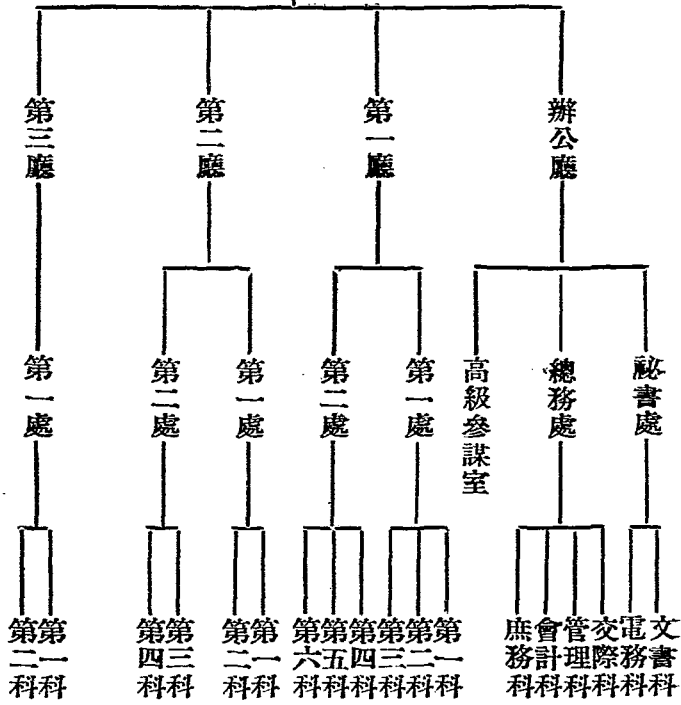 辦公廳
第一廳
第二廳
第三廳
祕書處
總務處
高級參謀室
第一處
第二處
第一處
第二處
第一處
文書科
電務科
交際科
管理科
會計科
庶務科
第一科
第二科
第三科
第四科
第五科
第六科
第一科
第二科
第三科
第四科
第一科
第二科